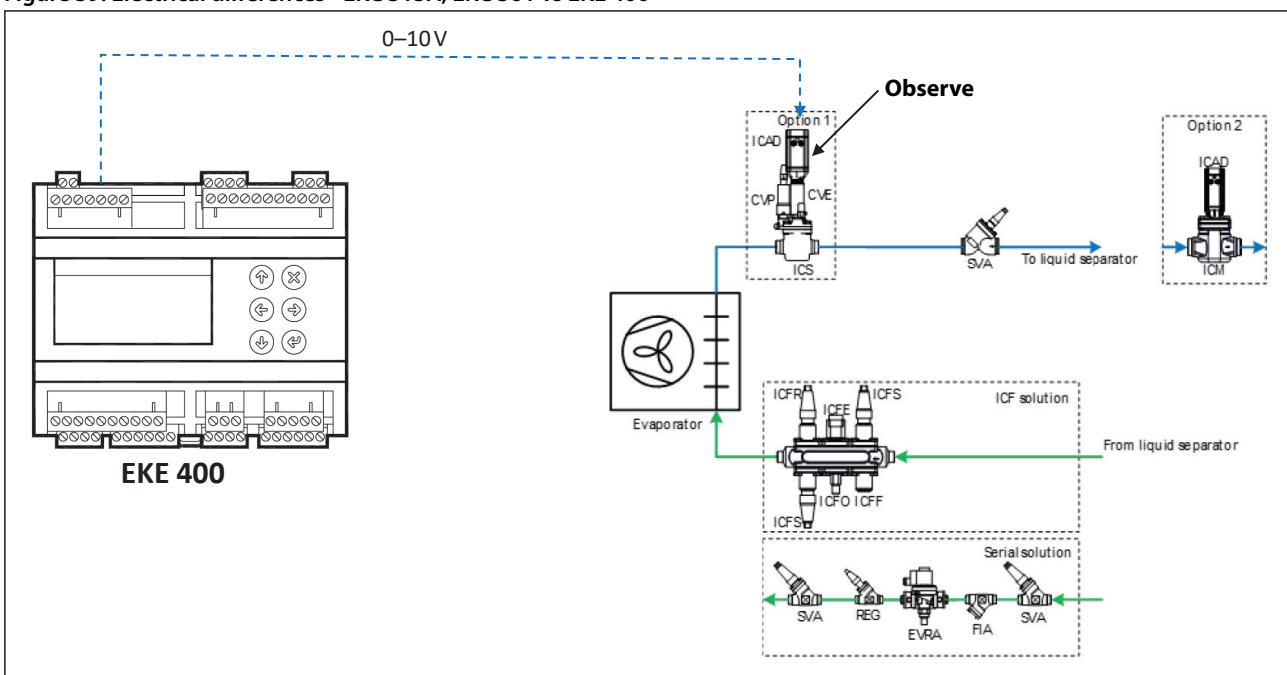 0–10 V
Observe
Option 1
ICAD
CVP
CVE
ICS
SVA
To liquid separator
Option 2
ICAD
ICM
EKE 400
Evaporator
ICF solution
ICFR
ICFE
ICFS
ICFO
ICFF
ICFS
From liquid separator
Serial solution
SVA
REG
EVRA
FIA
SVA